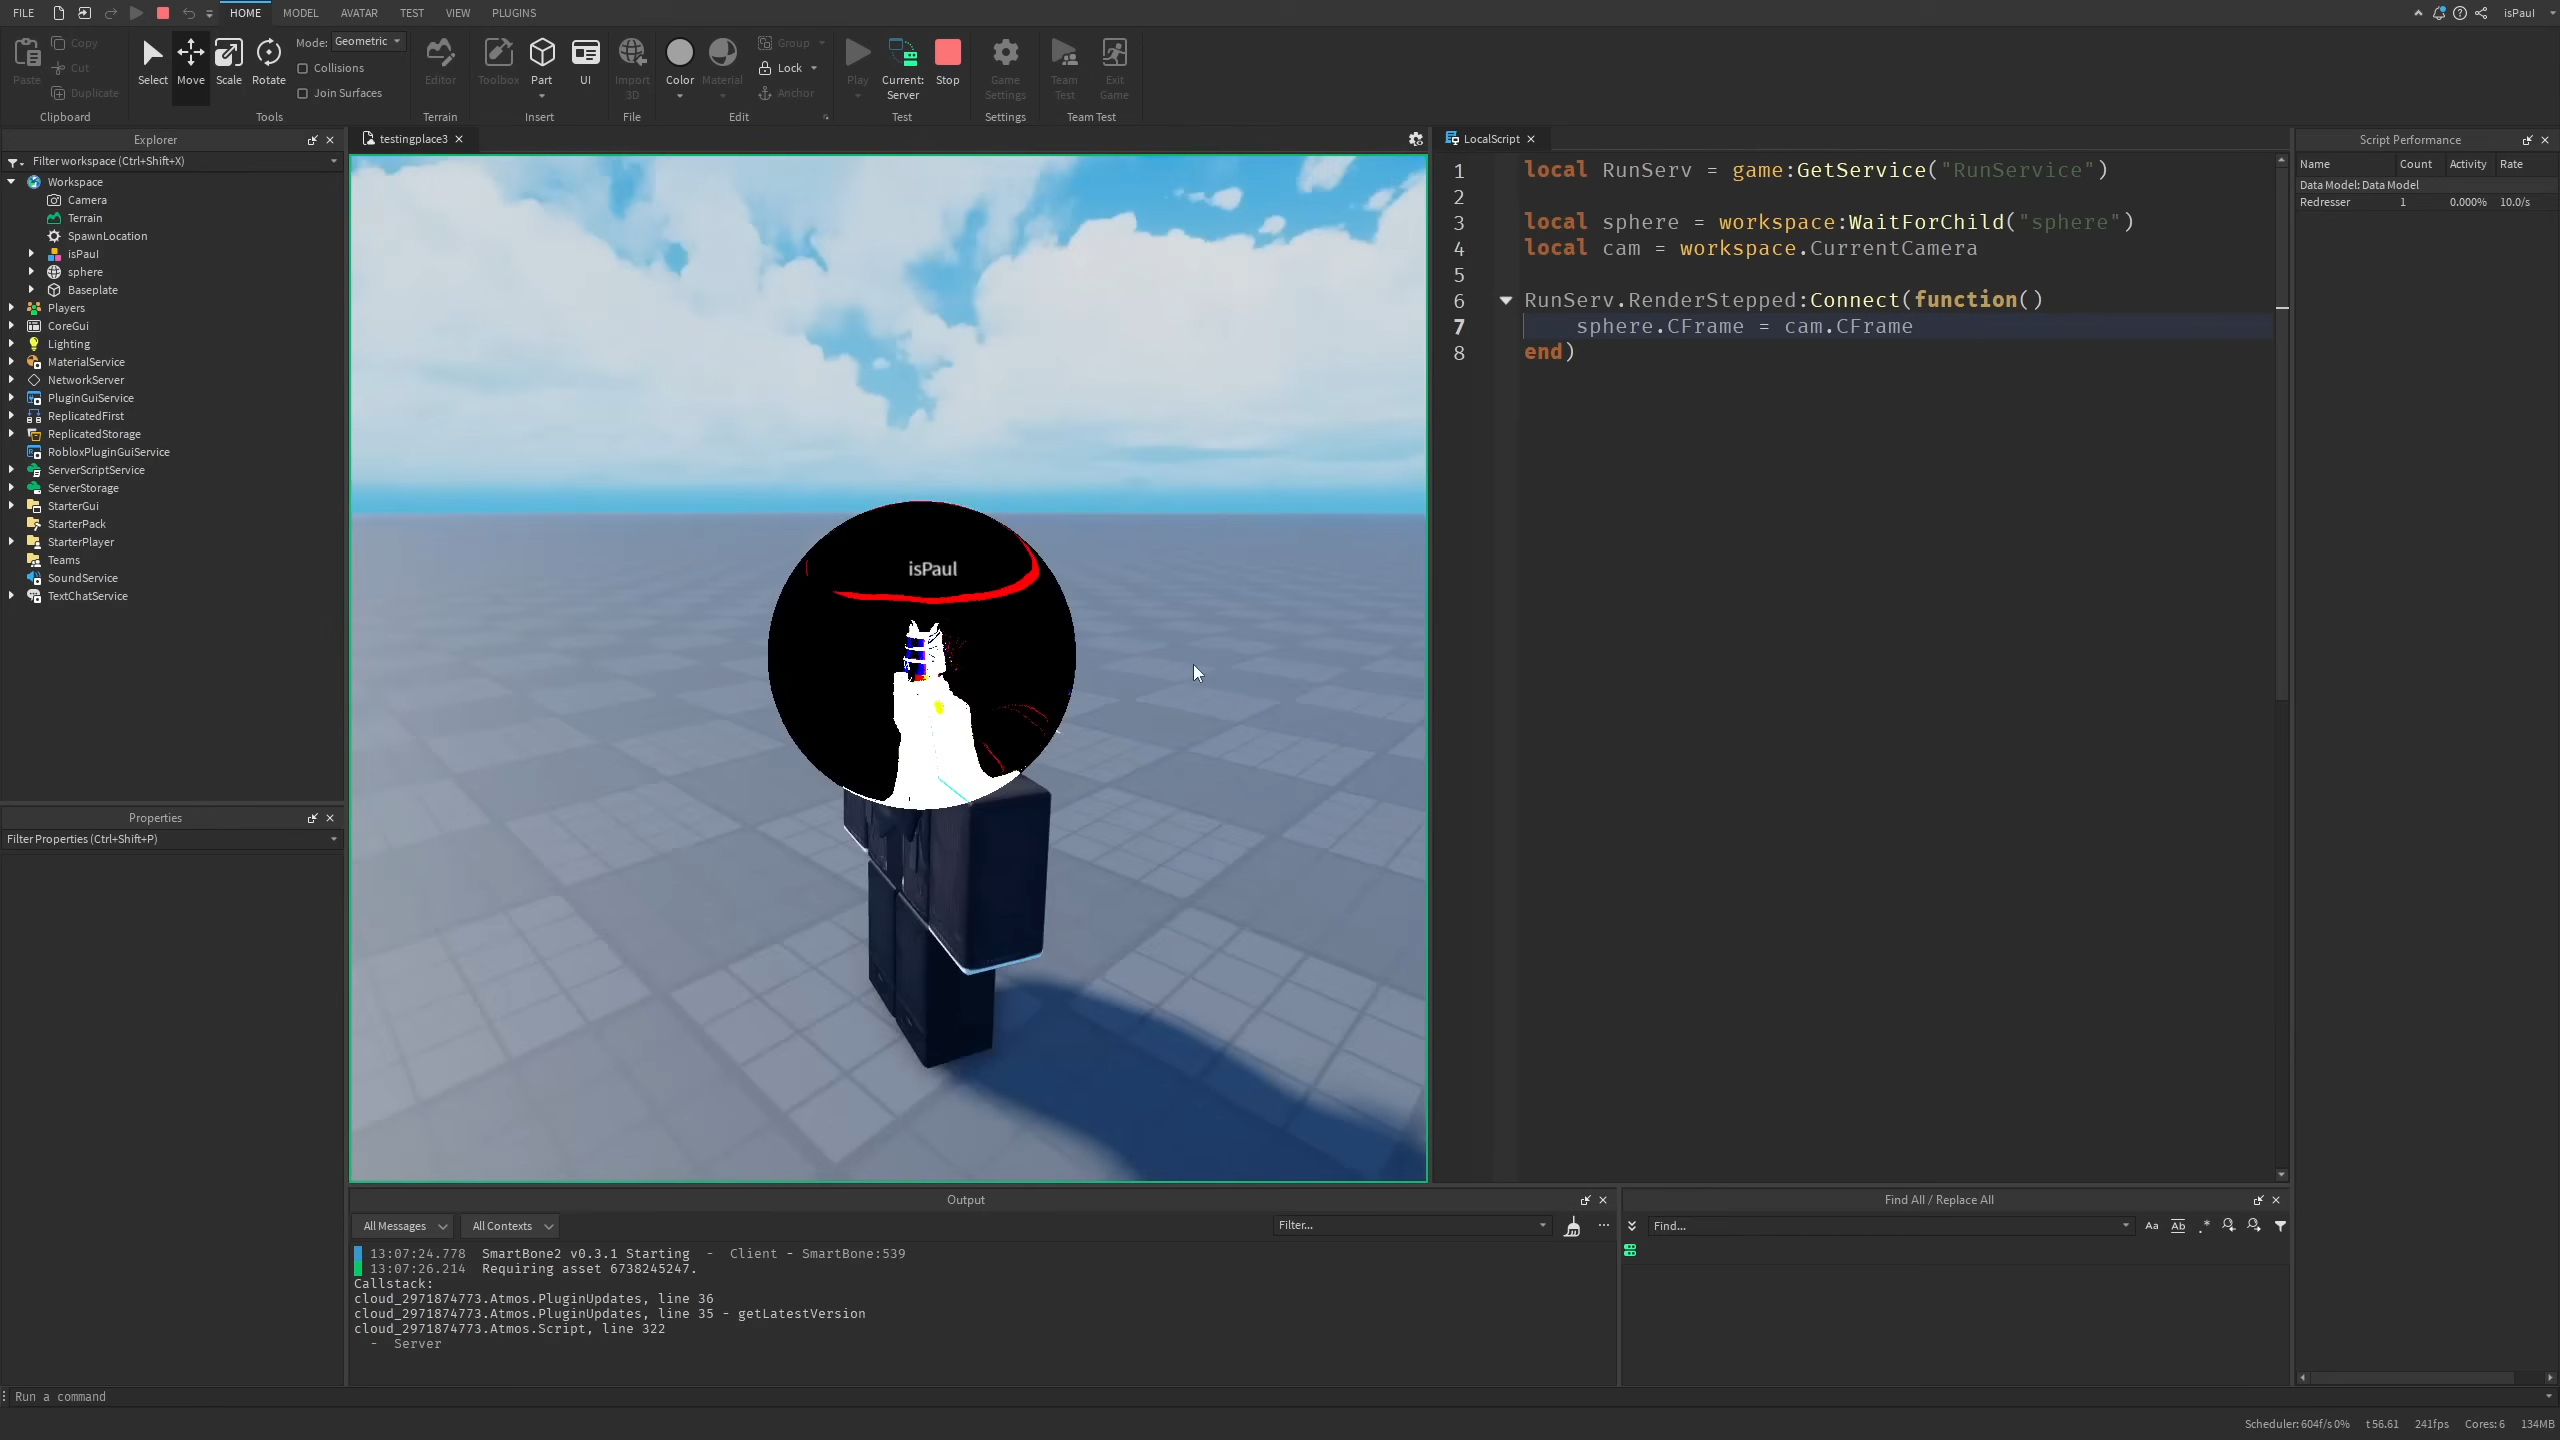 FILE
HOME
MODEL
AVATAR
TEST
VIEW
PLUGINS
isPaul
Paste
Copy
Cut
Duplicate
Clipboard
Select
Move
Scale
Rotate
Mode: Geometric
Collisions
Join Surfaces
Tools
Editor
Terrain
Toolbox
Part
UI
Insert
Import
3D
File
Color
Material
Group
Lock
Anchor
Edit
Play
Current:
Server
Stop
Test
Game
Settings
Settings
Team
Test
Exit
Game
Team Test
Explorer
Filter workspace (Ctrl+Shift+X)
Workspace
Camera
Terrain
SpawnLocation
isPaul
sphere
Baseplate
Players
CoreGui
Lighting
MaterialService
NetworkServer
PluginGuiService
ReplicatedFirst
ReplicatedStorage
RobloxPluginGuiService
ServerScriptService
ServerStorage
StarterGui
StarterPack
StarterPlayer
Teams
SoundService
TextChatService
Properties
Filter Properties (Ctrl+Shift+P)
testingplace3
isPaul
LocalScript
1 local RunServ = game:GetService("RunService")
2
3 local sphere = workspace:WaitForChild("sphere")
4 local cam = workspace.CurrentCamera
5
6 RunServ.RenderStepped:Connect(function()
7 sphere.CFrame = cam.CFrame
8 end)
Script Performance
Name Count Activity Rate
Data Model: Data Model
Redresser 1 0.000% 10.0/s
Output
All Messages
All Contexts
Filter...
13:07:24.778 SmartBone2 v0.3.1 Starting - Client - SmartBone:539
13:07:26.214 Requiring asset 6738245247.
Callstack:
cloud_2971874773.Atmos.PluginUpdates, line 36
cloud_2971874773.Atmos.PluginUpdates, line 35 - getLatestVersion
cloud_2971874773.Atmos.Script, line 322
- Server
Find All / Replace All
Find...
Aa
Ab
.*
Run a command
Scheduler: 604f/s 0% t 56.61 241fps Cores: 6 134MB